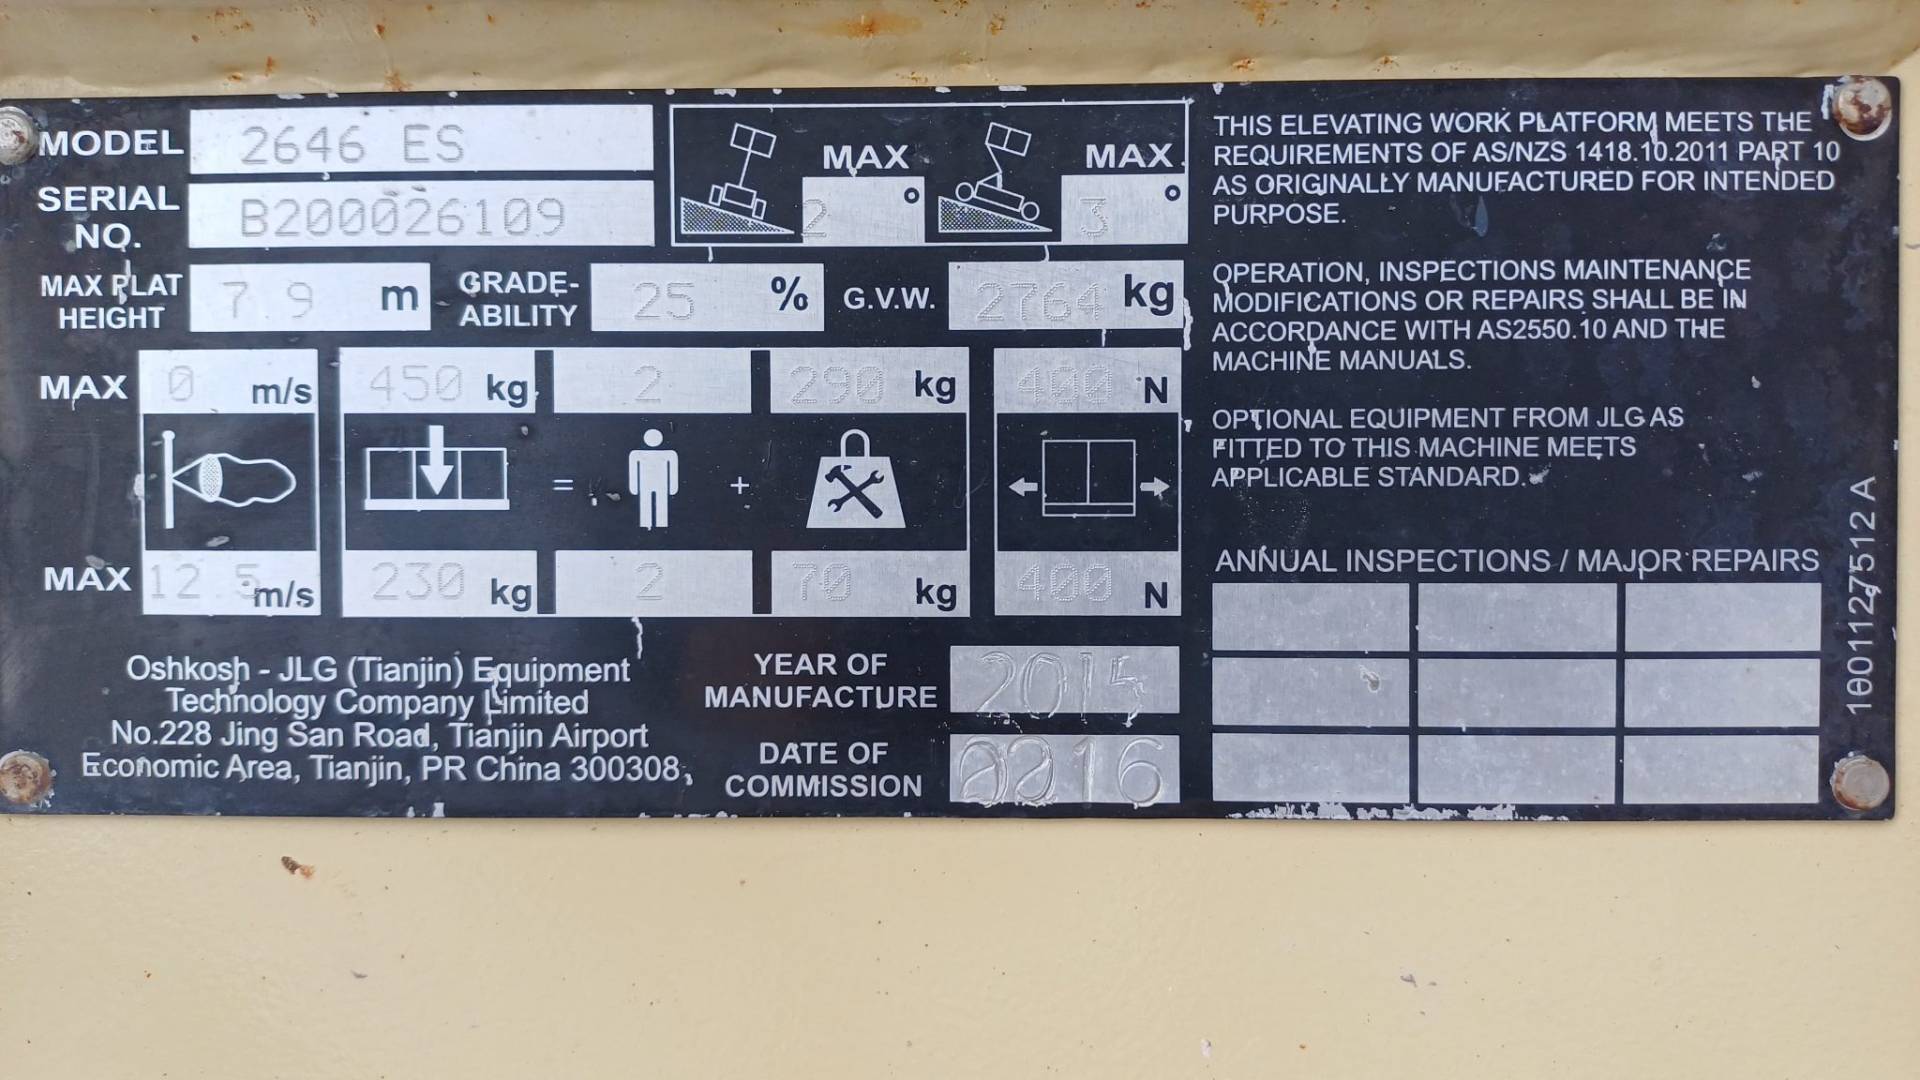 MODEL 2646 ES
SERIAL NO. B200026109
MAX 2 °
MAX 3 °
MAX PLAT HEIGHT 7.9 m
GRADE-ABILITY 25 %
G.V.W. 2764 kg
MAX 0 m/s 450 kg 2 290 kg 400 N
= +
MAX 12.5 m/s 230 kg 2 70 kg 400 N
Oshkosh - JLG (Tianjin) Equipment
Technology Company Limited
No.228 Jing San Road, Tianjin Airport
Economic Area, Tianjin, PR China 300308
YEAR OF
MANUFACTURE 2015
DATE OF
COMMISSION 0216
THIS ELEVATING WORK PLATFORM MEETS THE
REQUIREMENTS OF AS/NZS 1418.10.2011 PART 10
AS ORIGINALLY MANUFACTURED FOR INTENDED
PURPOSE.
OPERATION, INSPECTIONS MAINTENANCE
MODIFICATIONS OR REPAIRS SHALL BE IN
ACCORDANCE WITH AS2550.10 AND THE
MACHINE MANUALS.
OPTIONAL EQUIPMENT FROM JLG AS
FITTED TO THIS MACHINE MEETS
APPLICABLE STANDARD.
ANNUAL INSPECTIONS / MAJOR REPAIRS
1001127512 A